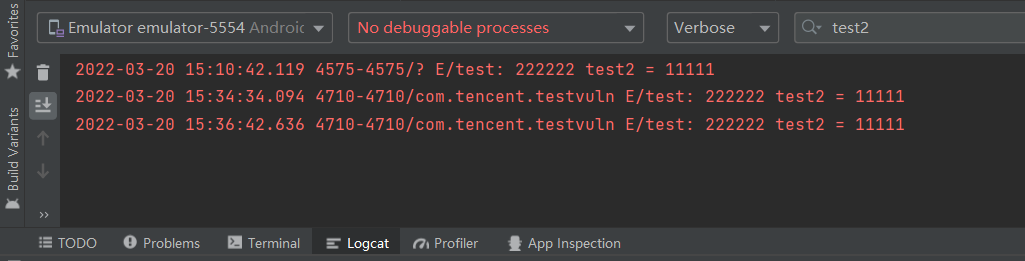 Favorites
Build Variants
Emulator emulator-5554 Android
No debuggable processes
Verbose
test2
2022-03-20 15:10:42.119 4575-4575/? E/test: 222222 test2 = 11111
2022-03-20 15:34:34.094 4710-4710/com.tencent.testvuln E/test: 222222 test2 = 11111
2022-03-20 15:36:42.636 4710-4710/com.tencent.testvuln E/test: 222222 test2 = 11111
TODO
Problems
Terminal
Logcat
Profiler
App Inspection